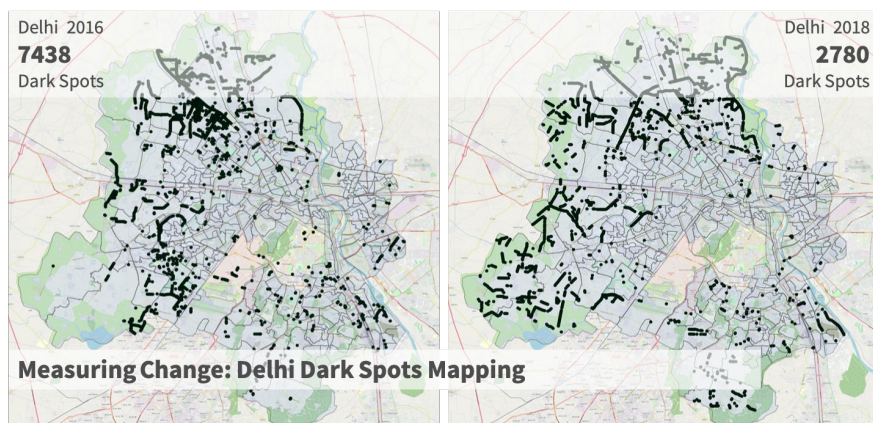 Delhi 2016
7438
Dark Spots
Delhi 2018
2780
Dark Spots
Measuring Change: Delhi Dark Spots Mapping